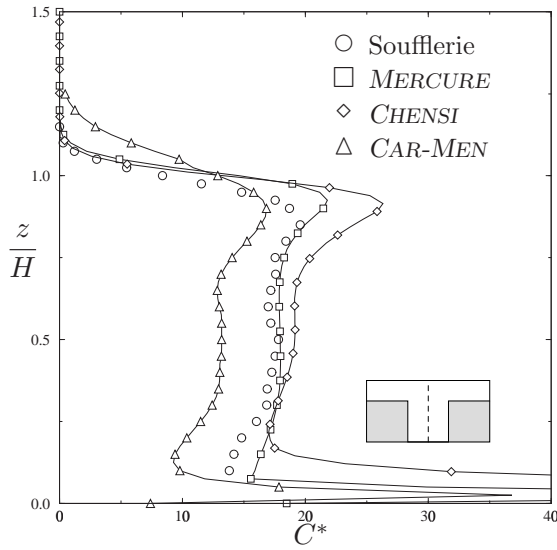 1.5
Soufflerie
MERCURE
CHENSI
CAR-MEN
1.0
z
H
0.5
0.0
0 10 20 30 40
C*